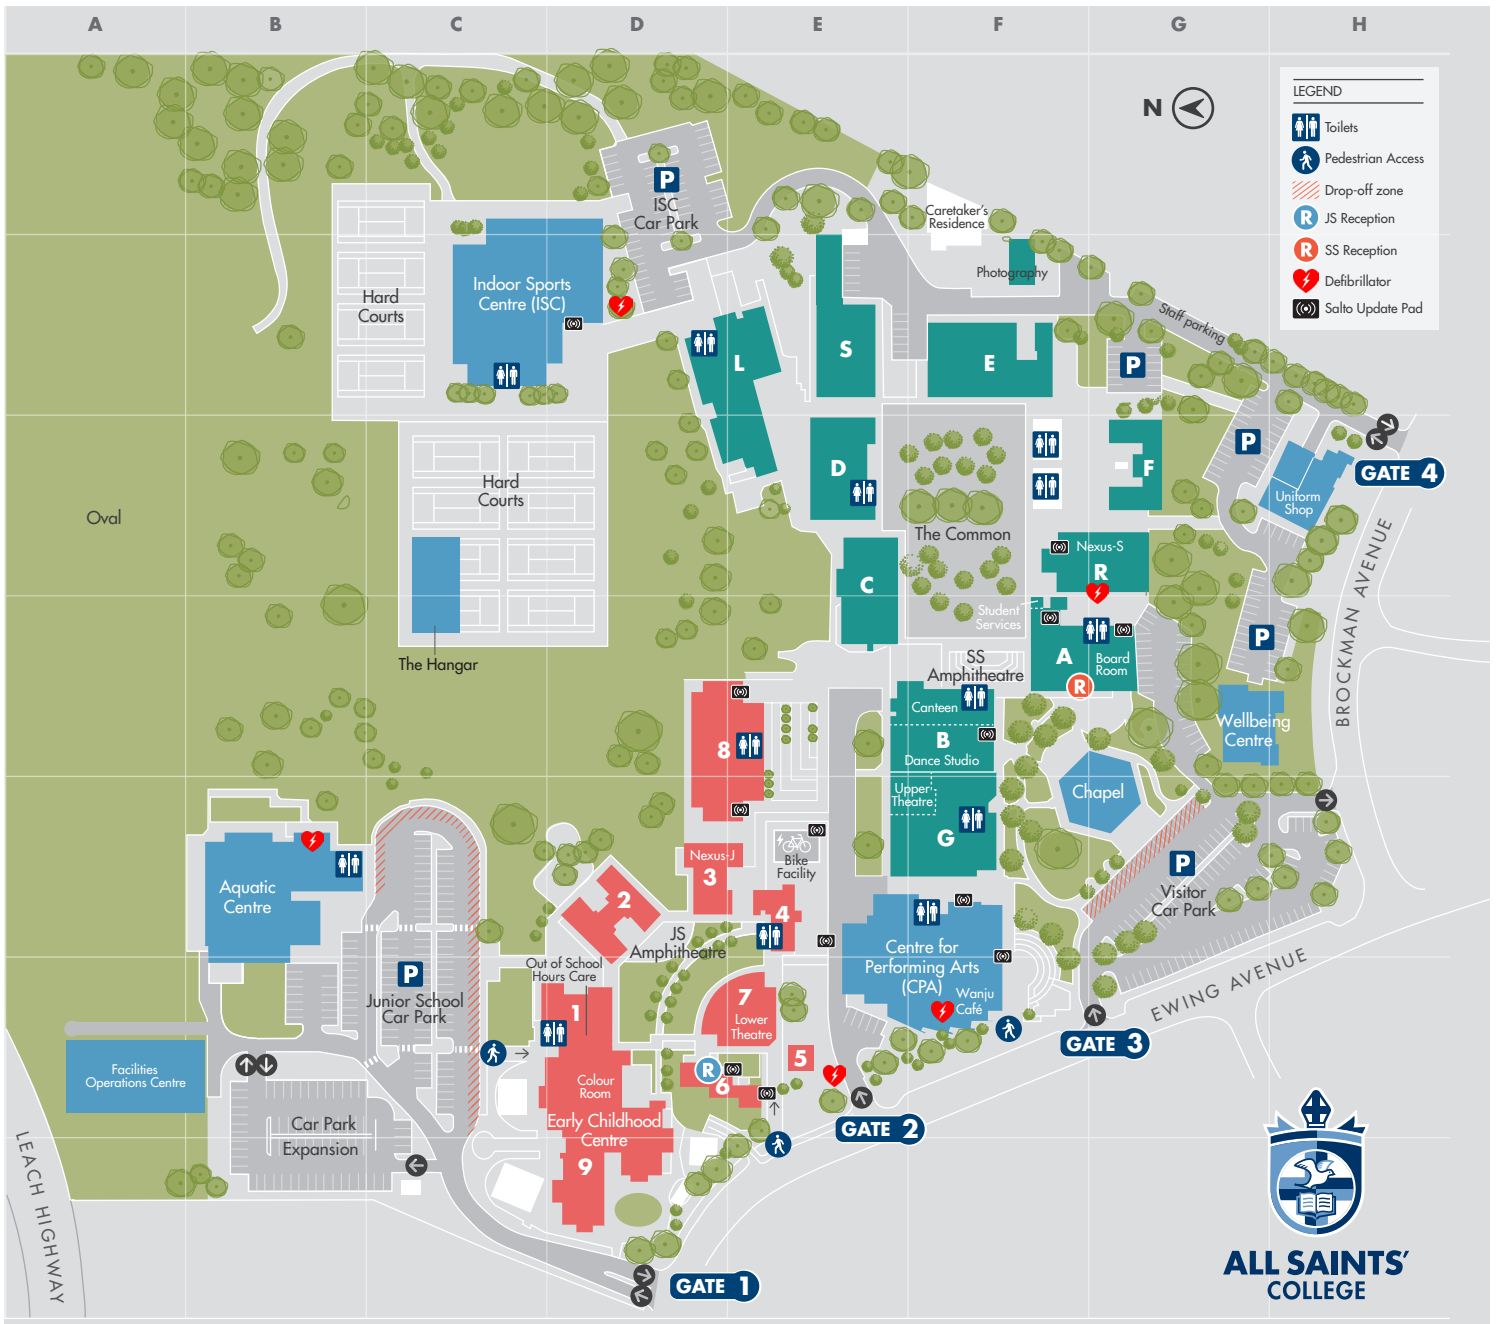 A B C D E F G H
N
LEGEND
Toilets
Pedestrian Access
Drop-off zone
R JS Reception
R SS Reception
Defibrillator
Salto Update Pad
P
ISC
Car Park
Caretaker's
Residence
Photography
Staff parking
Hard
Courts
Indoor Sports
Centre (ISC)
L
S
E
P
P
GATE 4
Uniform
Shop
F
D
Hard
Courts
Oval
The Common
Nexus-S
R
C
Student
Services
A
Board
Room
R
P
BROCKMAN AVENUE
The Hangar
SS
Amphitheatre
Canteen
B
Dance Studio
Upper
Theatre
G
8
Wellbeing
Centre
Chapel
Nexus-J
3
Bike
Facility
P
Visitor
Car Park
Aquatic
Centre
2
4
JS
Amphitheatre
Out of School
Hours Care
Centre for
Performing Arts
(CPA)
Wanju
Café
EWING AVENUE
GATE 3
P
Junior School
Car Park
1
7
Lower
Theatre
5
R
6
Facilities
Operations Centre
Colour
Room
Early Childhood
Centre
9
GATE 2
Car Park
Expansion
LEACH HIGHWAY
GATE 1
ALL SAINTS'
COLLEGE